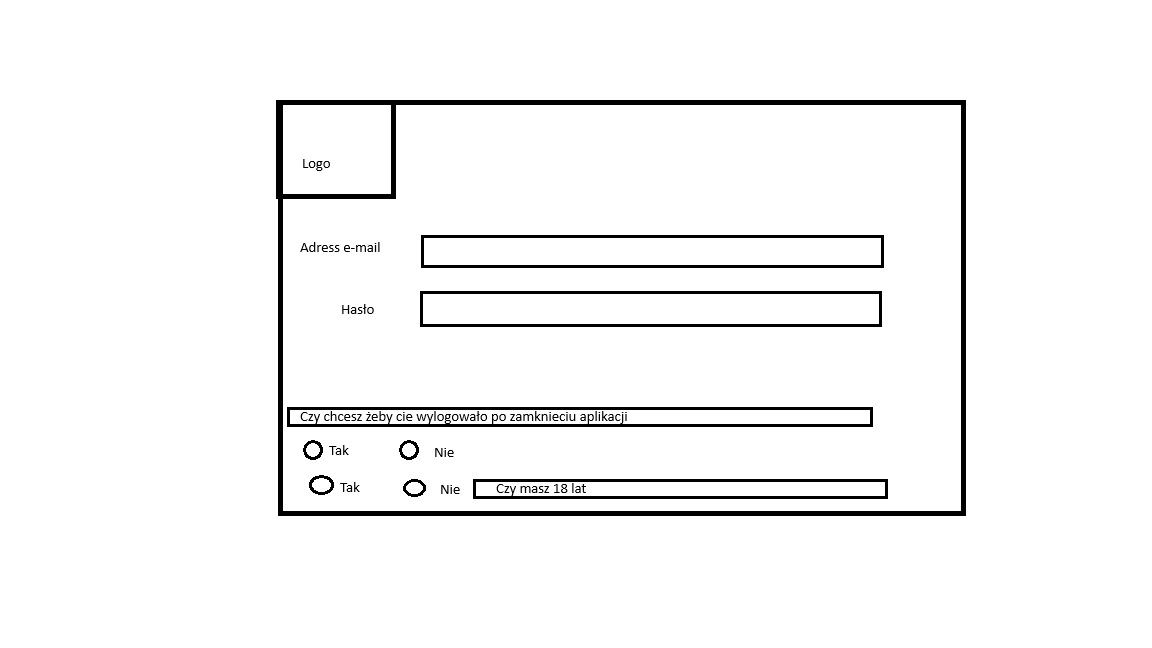 Logo
Adress e-mail
Hasło
Czy chcesz żeby cie wylogowało po zamknieciu aplikacji
Tak Nie
Tak Nie Czy masz 18 lat